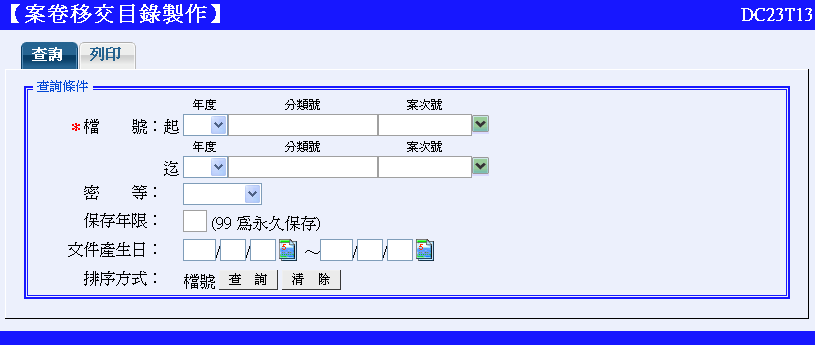 【案卷移交目錄製作】 DC23T13
查詢 列印
查詢條件
年度 分類號 案次號
*檔 號：起
年度 分類號 案次號
迄
密 等：
保存年限： (99 為永久保存)
文件產生日： / / ～ / /
排序方式： 檔號 查 詢 清 除